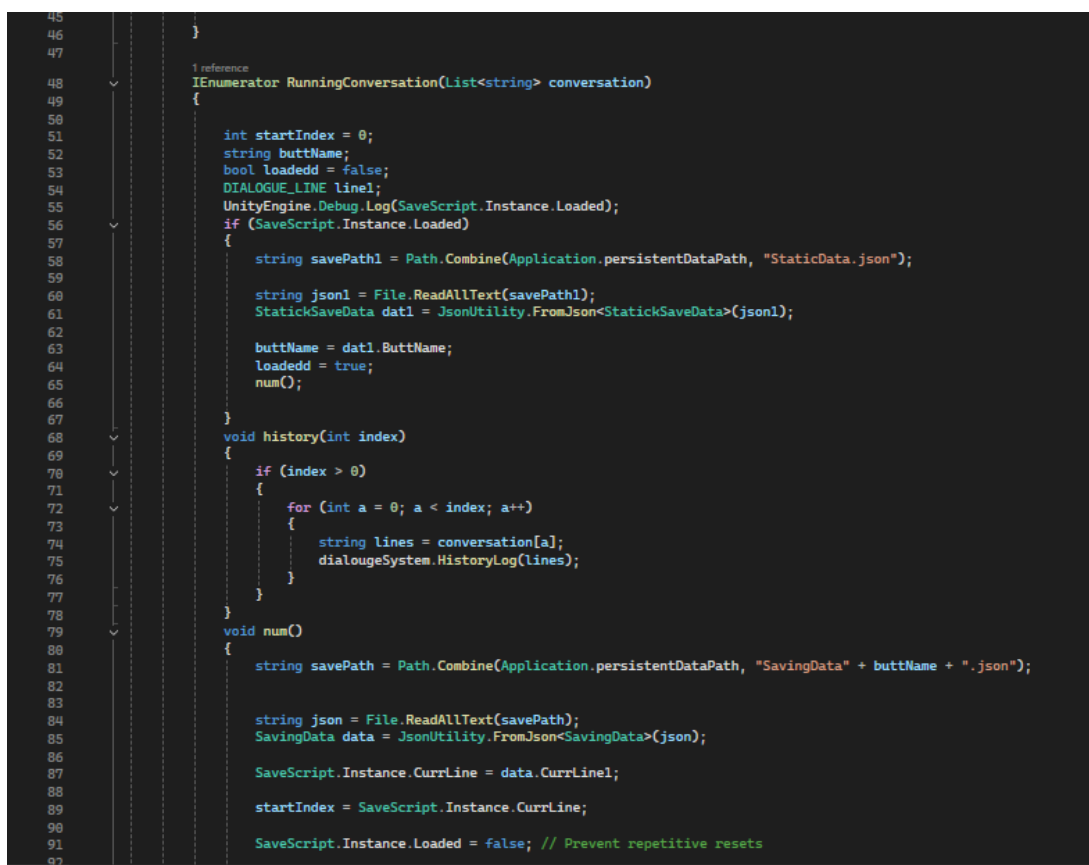 45
46 }
47
1 reference
48 IEnumerator RunningConversation(List<string> conversation)
49 {
50
51 int startIndex = 0;
52 string buttName;
53 bool loadedd = false;
54 DIALOGUE_LINE line1;
55 UnityEngine.Debug.Log(SaveScript.Instance.Loaded);
56 if (SaveScript.Instance.Loaded)
57 {
58 string savePath1 = Path.Combine(Application.persistentDataPath, "StaticData.json");
59
60 string json1 = File.ReadAllText(savePath1);
61 StatickSaveData dat1 = JsonUtility.FromJson<StatickSaveData>(json1);
62
63 buttName = dat1.ButtName;
64 loadedd = true;
65 num();
66
67 }
68 void history(int index)
69 {
70 if (index > 0)
71 {
72 for (int a = 0; a < index; a++)
73 {
74 string lines = conversation[a];
75 dialougeSystem.HistoryLog(lines);
76 }
77 }
78 }
79 void num()
80 {
81 string savePath = Path.Combine(Application.persistentDataPath, "SavingData" + buttName + ".json");
82
83
84 string json = File.ReadAllText(savePath);
85 SavingData data = JsonUtility.FromJson<SavingData>(json);
86
87 SaveScript.Instance.CurrLine = data.CurrLine1;
88
89 startIndex = SaveScript.Instance.CurrLine;
90
91 SaveScript.Instance.Loaded = false; // Prevent repetitive resets
92